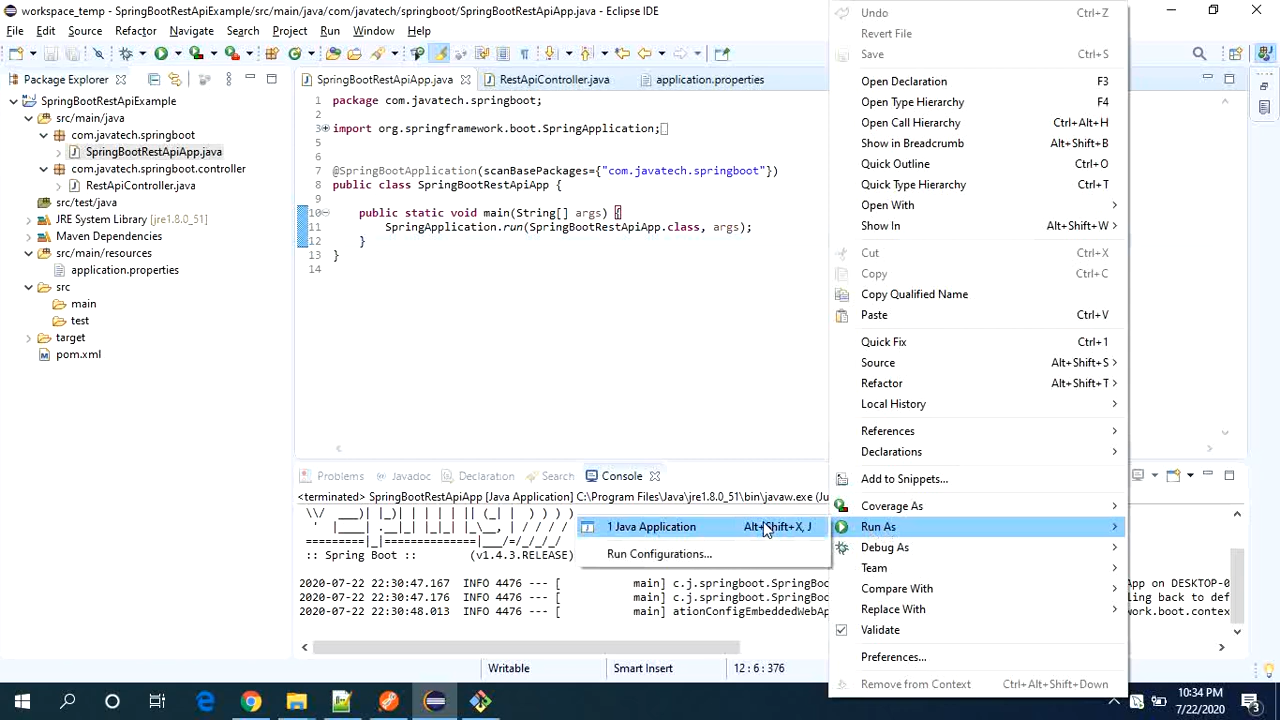 workspace_temp - SpringBootRestApiExample/src/main/java/com/javatech/springboot/SpringBootRestApiApp.java - Eclipse IDE
File Edit Source Refactor Navigate Search Project Run Window Help
Package Explorer
SpringBootRestApiExample
src/main/java
com.javatech.springboot
SpringBootRestApiApp.java
com.javatech.springboot.controller
RestApiController.java
src/test/java
JRE System Library [jre1.8.0_51]
Maven Dependencies
src/main/resources
application.properties
src
main
test
target
pom.xml
SpringBootRestApiApp.java RestApiController.java application.properties
1 package com.javatech.springboot;
2
3 import org.springframework.boot.SpringApplication;
6
7 @SpringBootApplication(scanBasePackages={"com.javatech.springboot"})
8 public class SpringBootRestApiApp {
9
10 public static void main(String[] args) {
11 SpringApplication.run(SpringBootRestApiApp.class, args);
12 }
13 }
14
Problems Javadoc Declaration Search Console
<terminated> SpringBootRestApiApp [Java Application] C:\Program Files\Java\jre1.8.0_51\bin\javaw.exe (Ju
\\/ ___)| |_)| | | | | || (_| | ) ) ) )
' |____| .__|_| |_|_| |_\__, | / / / /
=========|_|==============|___/=/_/_/_/
:: Spring Boot :: (v1.4.3.RELEASE)
2020-07-22 22:30:47.167 INFO 4476 --- [ main] c.j.springboot.SpringBoo App on DESKTOP-0
2020-07-22 22:30:47.176 INFO 4476 --- [ main] c.j.springboot.SpringBoo ling back to def
2020-07-22 22:30:48.013 INFO 4476 --- [ main] ationConfigEmbeddedWebAp work.boot.contex
Writable Smart Insert 12 : 6 : 376
Undo Ctrl+Z
Revert File
Save Ctrl+S
Open Declaration F3
Open Type Hierarchy F4
Open Call Hierarchy Ctrl+Alt+H
Show in Breadcrumb Alt+Shift+B
Quick Outline Ctrl+O
Quick Type Hierarchy Ctrl+T
Open With
Show In Alt+Shift+W
Cut Ctrl+X
Copy Ctrl+C
Copy Qualified Name
Paste Ctrl+V
Quick Fix Ctrl+1
Source Alt+Shift+S
Refactor Alt+Shift+T
Local History
References
Declarations
Add to Snippets...
Coverage As
Run As
Debug As
Team
Compare With
Replace With
Validate
Preferences...
Remove from Context Ctrl+Alt+Shift+Down
1 Java Application Alt+Shift+X, J
Run Configurations...
10:34 PM
7/22/2020
3